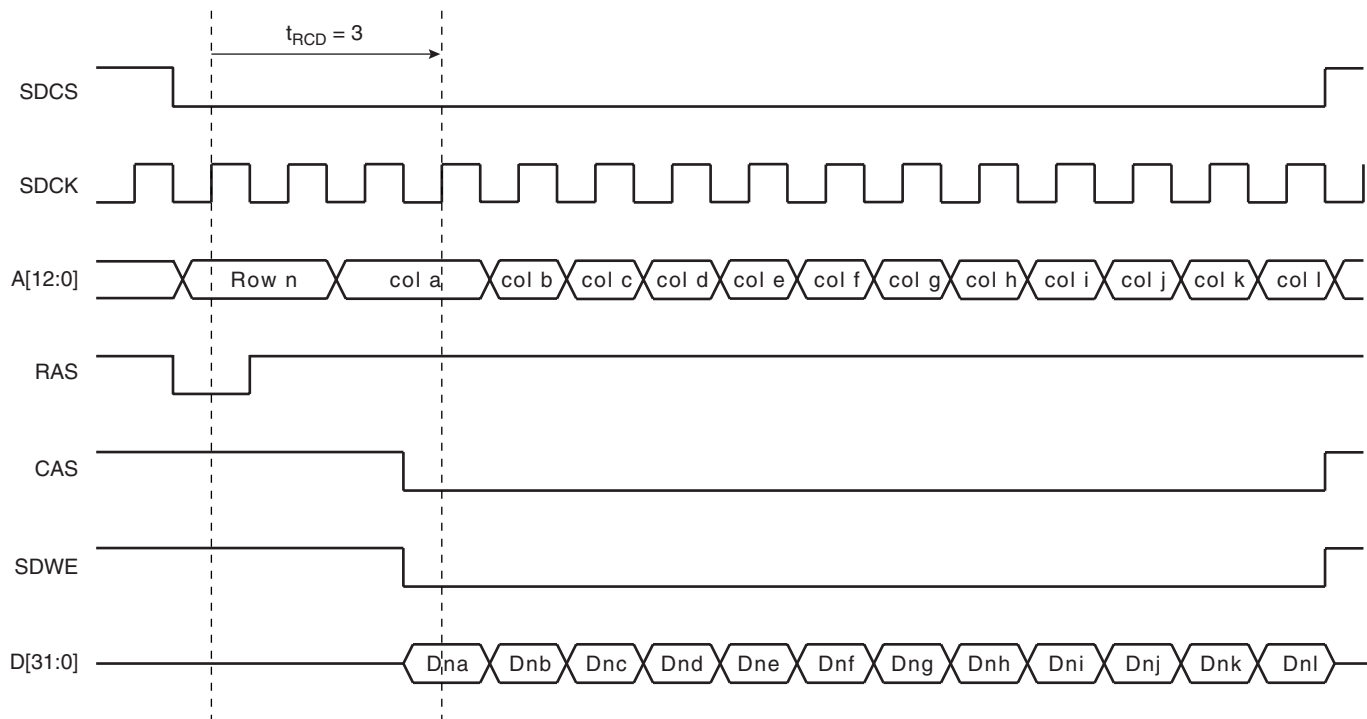 tRCD = 3
SDCS
SDCK
A[12:0] Row n col a col b col c col d col e col f col g col h col i col j col k col l
RAS
CAS
SDWE
D[31:0] Dna Dnb Dnc Dnd Dne Dnf Dng Dnh Dni Dnj Dnk Dnl